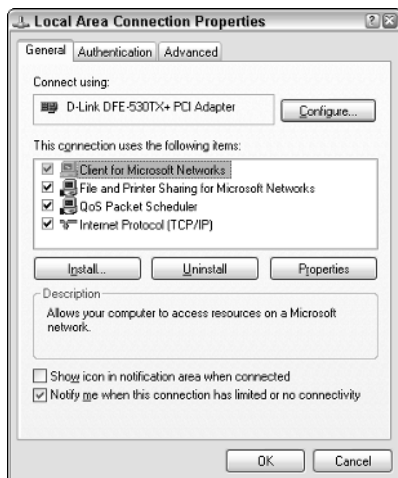 Local Area Connection Properties
General Authentication Advanced
Connect using:
D-Link DFE-530TX+ PCI Adapter
Configure...
This connection uses the following items:
Client for Microsoft Networks
File and Printer Sharing for Microsoft Networks
QoS Packet Scheduler
Internet Protocol (TCP/IP)
Install... Uninstall Properties
Description
Allows your computer to access resources on a Microsoft
network.
Show icon in notification area when connected
Notify me when this connection has limited or no connectivity
OK Cancel